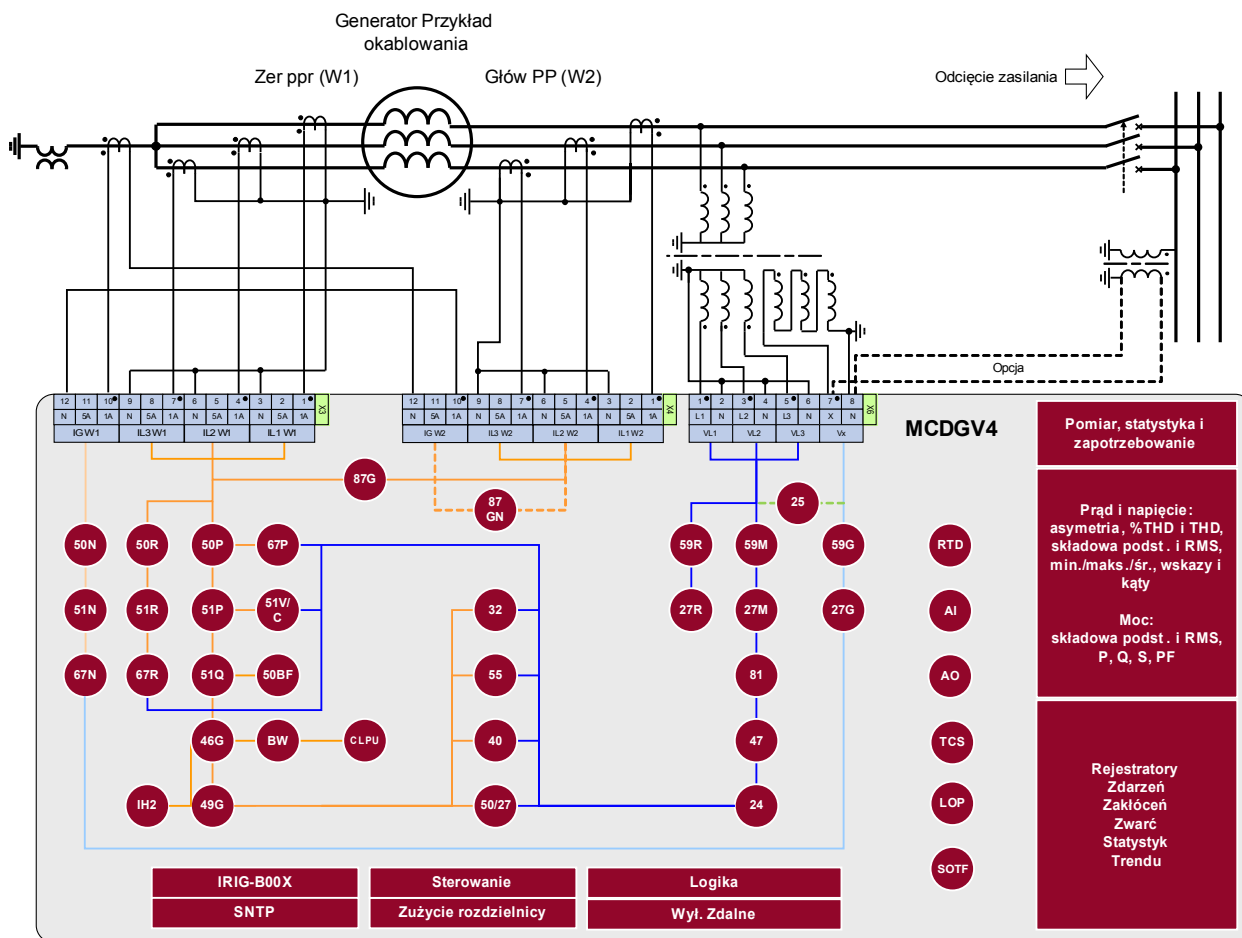 Generator Przykład
okablowania
Zer ppr (W1)
Głów PP (W2)
Odcięcie zasilania
Opcja
12 11 10 9 8 7 6 5 4 3 2 1
N 5A 1A N 5A 1A N 5A 1A N 5A 1A
X3
IG W1 IL3 W1 IL2 W1 IL1 W1
12 11 10 9 8 7 6 5 4 3 2 1
N 5A 1A N 5A 1A N 5A 1A N 5A 1A
X4
IG W2 IL3 W2 IL2 W2 IL1 W2
1 2 3 4 5 6 7 8
L1 N L2 N L3 N X N
X6
VL1 VL2 VL3 Vx
MCDGV4
87G
87
GN
25
50N 50R 50P 67P 59R 59M 59G RTD
51N 51R 51P 51V/
C
32 27R 27M 27G AI
67N 67R 51Q 50BF 55 81 AO
46G BW CLPU 40 47 TCS
IH2 49G 50/27 24 LOP
SOTF
Pomiar, statystyka i
zapotrzebowanie
Prąd i napięcie:
asymetria, %THD i THD,
składowa podst. i RMS,
min./maks./śr., wskazy i
kąty
Moc:
składowa podst. i RMS,
P, Q, S, PF
Rejestratory
Zdarzeń
Zakłóceń
Zwarć
Statystyk
Trendu
IRIG-B00X Sterowanie Logika
SNTP Zużycie rozdzielnicy Wył. Zdalne